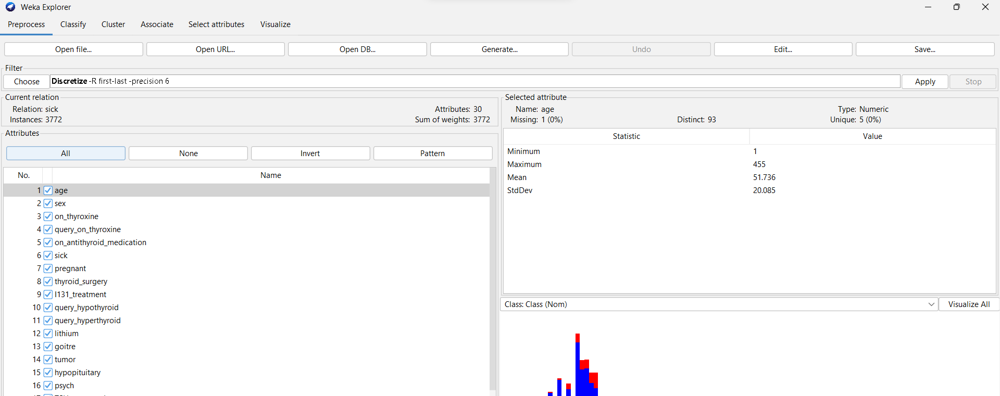 Weka Explorer
Preprocess Classify Cluster Associate Select attributes Visualize
Open file... Open URL... Open DB... Generate... Undo Edit... Save...
Filter
Choose Discretize -R first-last -precision 6 Apply Stop
Current relation
Relation: sick Attributes: 30
Instances: 3772 Sum of weights: 3772
Attributes
All None Invert Pattern
No. Name
1 age
2 sex
3 on_thyroxine
4 query_on_thyroxine
5 on_antithyroid_medication
6 sick
7 pregnant
8 thyroid_surgery
9 I131_treatment
10 query_hypothyroid
11 query_hyperthyroid
12 lithium
13 goitre
14 tumor
15 hypopituitary
16 psych
Selected attribute
Name: age Type: Numeric
Missing: 1 (0%) Distinct: 93 Unique: 5 (0%)
Statistic Value
Minimum 1
Maximum 455
Mean 51.736
StdDev 20.085
Class: Class (Nom) Visualize All